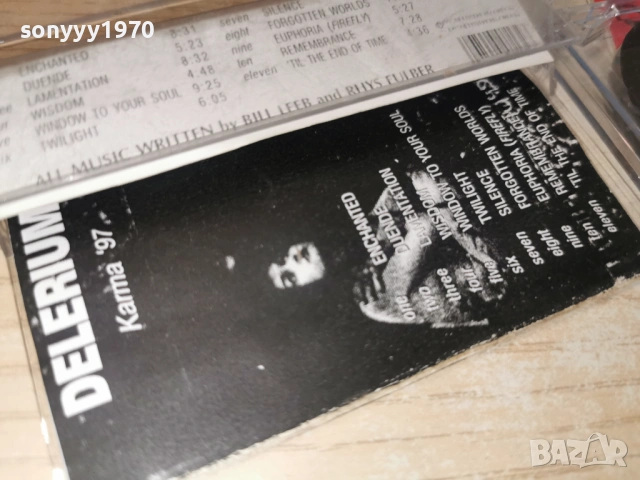 sonyyy1970
ENCHANTED 8:31
DUENDE 5:23
LAMENTATION 8:32
WISDOM 4.48
WINDOW TO YOUR SOUL 9:25
TWILIGHT 6.95
seven SILENCE
eight FORGOTTEN WORLDS 5:27
nine EUPHORIA (FIREFLY) 7:28
ten REMEMBRANCE
eleven 'TIL THE END OF TIME 5:36
ALL MUSIC WRITTEN by BILL LEEB and RHYS FULBER
DELERIUM
Karma '97
one ENCHANTED
two DUENDE
three LAMENTATION
four WISDOM
five WINDOW TO YOUR SOUL
six TWILIGHT
seven SILENCE
eight FORGOTTEN WORLDS
nine EUPHORIA (FIREFLY)
ten REMEMBRANCE
eleven 'TIL THE END OF TIME
BAZAR